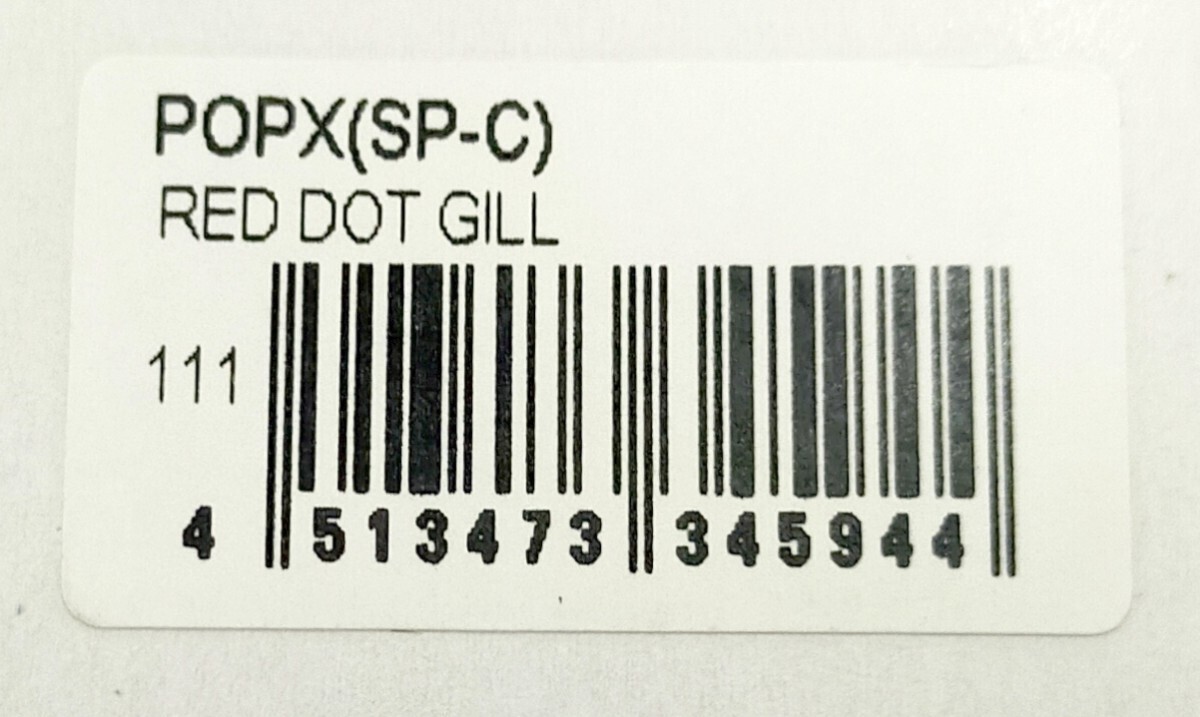 POPX(SP-C)
RED DOT GILL
111
4 513473 345944